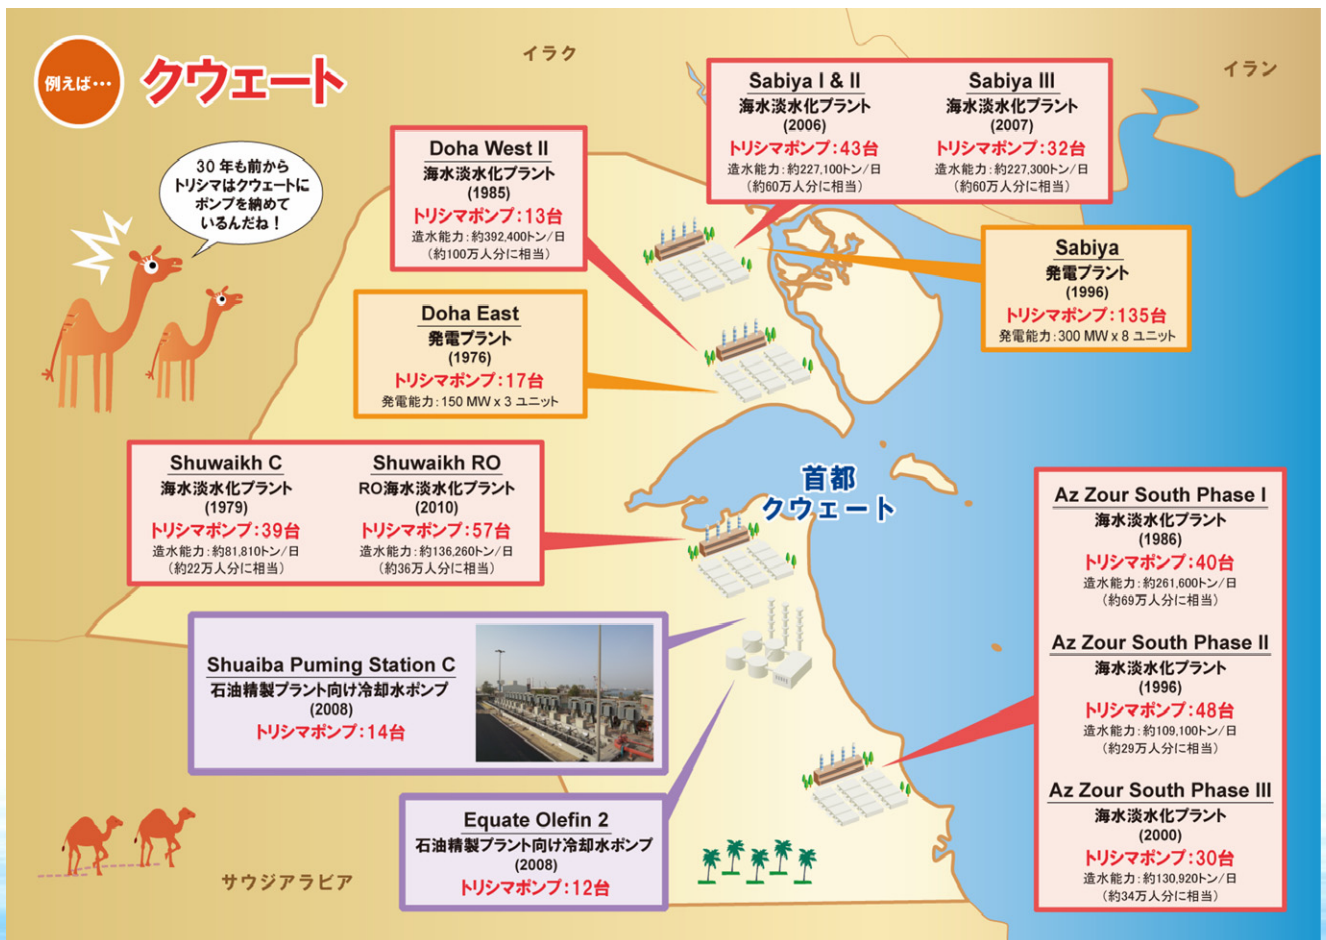 例えば…
クウェート
イラク
イラン
30年も前から
トリシマはクウェートに
ポンプを納めて
いるんだね！
Doha West II
海水淡水化プラント
(1985)
トリシマポンプ：13台
造水能力：約392,400トン/日
（約100万人分に相当）
Sabiya I & II
海水淡水化プラント
(2006)
トリシマポンプ：43台
造水能力：約227,100トン/日
（約60万人分に相当）
Sabiya III
海水淡水化プラント
(2007)
トリシマポンプ：32台
造水能力：約227,300トン/日
（約60万人分に相当）
Sabiya
発電プラント
(1996)
トリシマポンプ：135台
発電能力：300 MW x 8 ユニット
Doha East
発電プラント
(1976)
トリシマポンプ：17台
発電能力：150 MW x 3 ユニット
Shuwaikh C
海水淡水化プラント
(1979)
トリシマポンプ：39台
造水能力：約81,810トン/日
（約22万人分に相当）
Shuwaikh RO
RO海水淡水化プラント
(2010)
トリシマポンプ：57台
造水能力：約136,260トン/日
（約36万人分に相当）
首都
クウェート
Az Zour South Phase I
海水淡水化プラント
(1986)
トリシマポンプ：40台
造水能力：約261,600トン/日
（約69万人分に相当）
Az Zour South Phase II
海水淡水化プラント
(1996)
トリシマポンプ：48台
造水能力：約109,100トン/日
（約29万人分に相当）
Az Zour South Phase III
海水淡水化プラント
(2000)
トリシマポンプ：30台
造水能力：約130,920トン/日
（約34万人分に相当）
Shuaiba Puming Station C
石油精製プラント向け冷却水ポンプ
(2008)
トリシマポンプ：14台
Equate Olefin 2
石油精製プラント向け冷却水ポンプ
(2008)
トリシマポンプ：12台
サウジアラビア